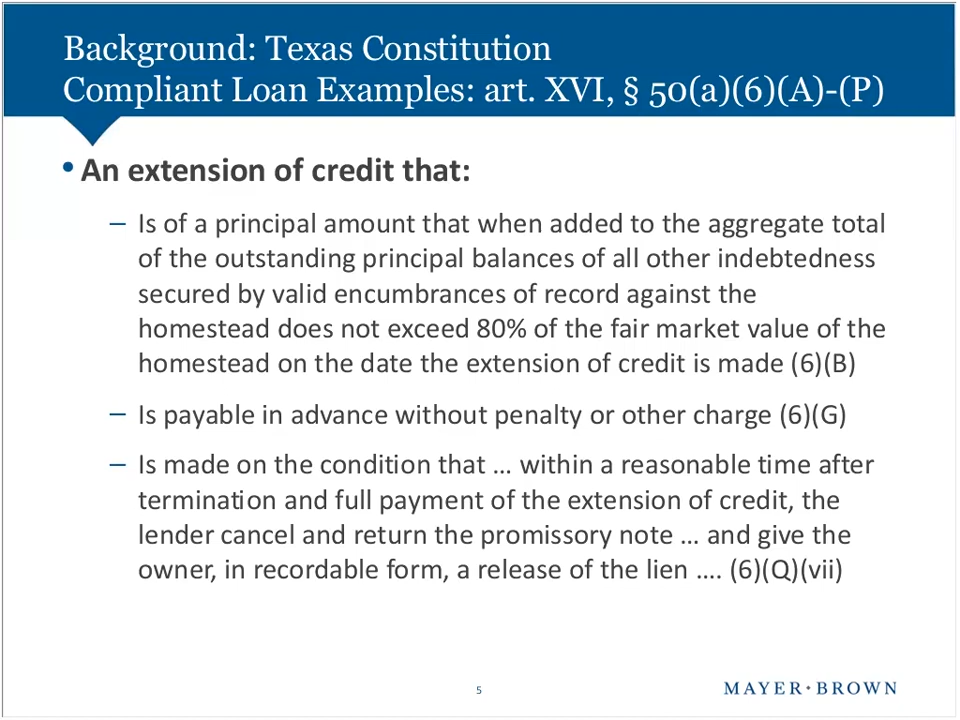 Background: Texas Constitution
Compliant Loan Examples: art. XVI, § 50(a)(6)(A)-(P)
• An extension of credit that:
– Is of a principal amount that when added to the aggregate total
of the outstanding principal balances of all other indebtedness
secured by valid encumbrances of record against the
homestead does not exceed 80% of the fair market value of the
homestead on the date the extension of credit is made (6)(B)
– Is payable in advance without penalty or other charge (6)(G)
– Is made on the condition that … within a reasonable time after
termination and full payment of the extension of credit, the
lender cancel and return the promissory note … and give the
owner, in recordable form, a release of the lien …. (6)(Q)(vii)
5
MAYER • BROWN